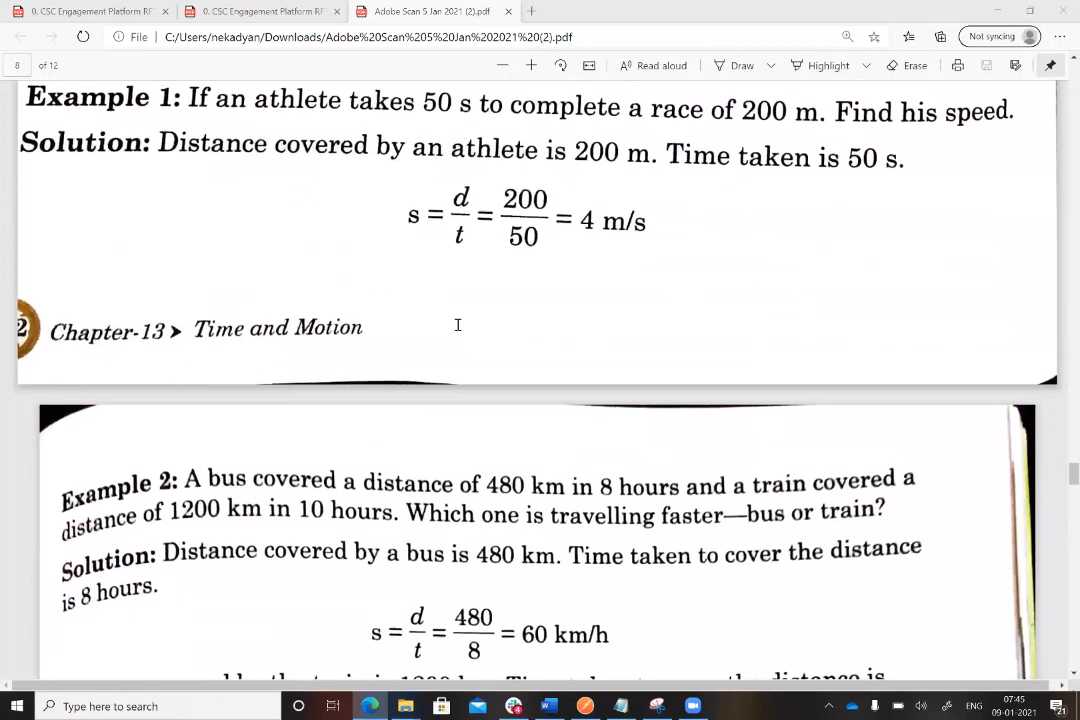 0. CSC Engagement Platform RF
0. CSC Engagement Platform RF
Adobe Scan 5 Jan 2021 (2).pdf
File
C:/Users/nekadyan/Downloads/Adobe%20Scan%205%20Jan%202021%20(2).pdf
Not syncing
8 of 12
Read aloud
Draw
Highlight
Erase
Example 1: If an athlete takes 50 s to complete a race of 200 m. Find his speed.
Solution: Distance covered by an athlete is 200 m. Time taken is 50 s.
s = d/t = 200/50 = 4 m/s
2
Chapter-13 > Time and Motion
Example 2: A bus covered a distance of 480 km in 8 hours and a train covered a
distance of 1200 km in 10 hours. Which one is travelling faster—bus or train?
Solution: Distance covered by a bus is 480 km. Time taken to cover the distance
is 8 hours.
s = d/t = 480/8 = 60 km/h
Type here to search
ENG
07:45
09-01-2021
21